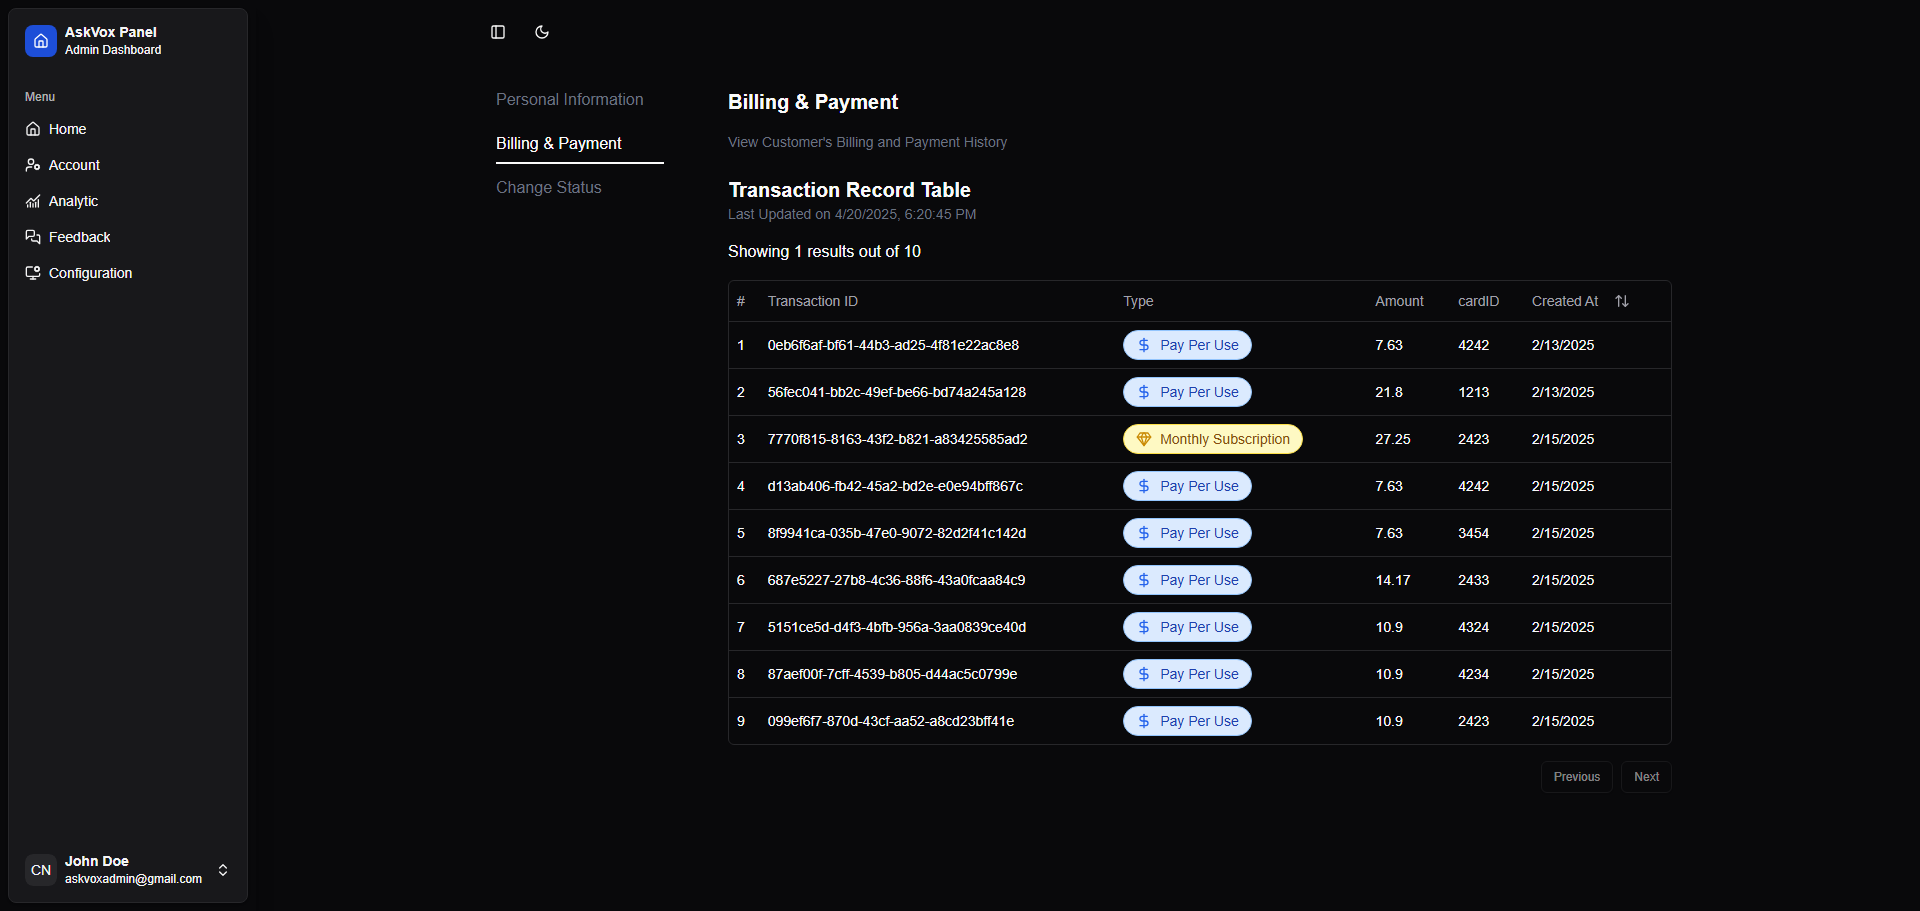 AskVox Panel
Admin Dashboard
Menu
Home
Account
Analytic
Feedback
Configuration
CN
John Doe
askvoxadmin@gmail.com
Personal Information
Billing & Payment
Change Status
Billing & Payment
View Customer's Billing and Payment History
Transaction Record Table
Last Updated on 4/20/2025, 6:20:45 PM
Showing 1 results out of 10
# Transaction ID Type Amount cardID Created At
1 0eb6f6af-bf61-44b3-ad25-4f81e22ac8e8 Pay Per Use 7.63 4242 2/13/2025
2 56fec041-bb2c-49ef-be66-bd74a245a128 Pay Per Use 21.8 1213 2/13/2025
3 7770f815-8163-43f2-b821-a83425585ad2 Monthly Subscription 27.25 2423 2/15/2025
4 d13ab406-fb42-45a2-bd2e-e0e94bff867c Pay Per Use 7.63 4242 2/15/2025
5 8f9941ca-035b-47e0-9072-82d2f41c142d Pay Per Use 7.63 3454 2/15/2025
6 687e5227-27b8-4c36-88f6-43a0fcaa84c9 Pay Per Use 14.17 2433 2/15/2025
7 5151ce5d-d4f3-4bfb-956a-3aa0839ce40d Pay Per Use 10.9 4324 2/15/2025
8 87aef00f-7cff-4539-b805-d44ac5c0799e Pay Per Use 10.9 4234 2/15/2025
9 099ef6f7-870d-43cf-aa52-a8cd23bff41e Pay Per Use 10.9 2423 2/15/2025
Previous Next